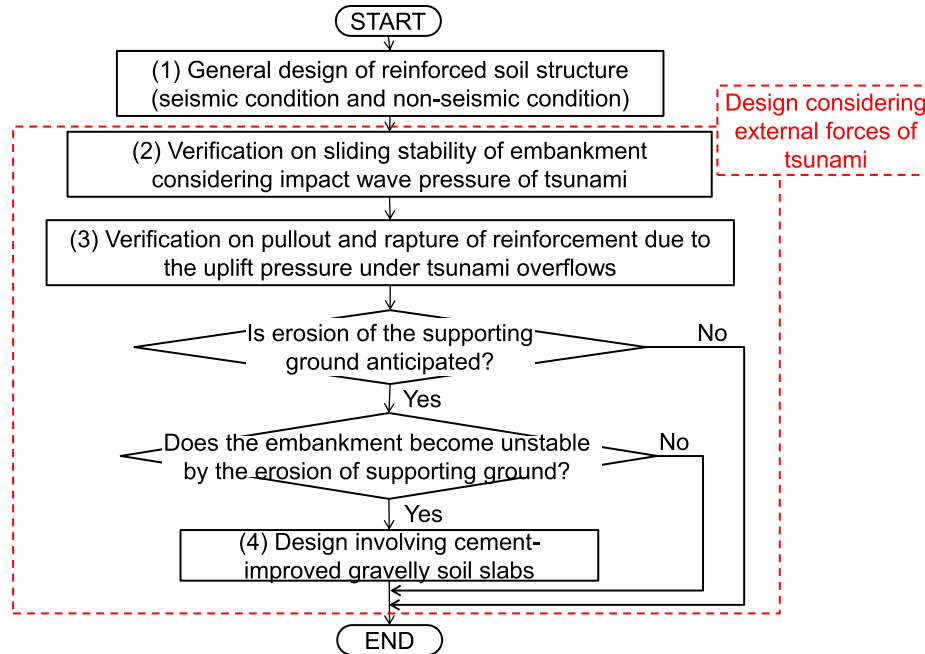 START
(1) General design of reinforced soil structure
(seismic condition and non-seismic condition)
Design considering
external forces of
tsunami
(2) Verification on sliding stability of embankment
considering impact wave pressure of tsunami
(3) Verification on pullout and rapture of reinforcement due to
the uplift pressure under tsunami overflows
Is erosion of the supporting
ground anticipated?
No
Yes
Does the embankment become unstable
by the erosion of supporting ground?
No
Yes
(4) Design involving cement-
improved gravelly soil slabs
END